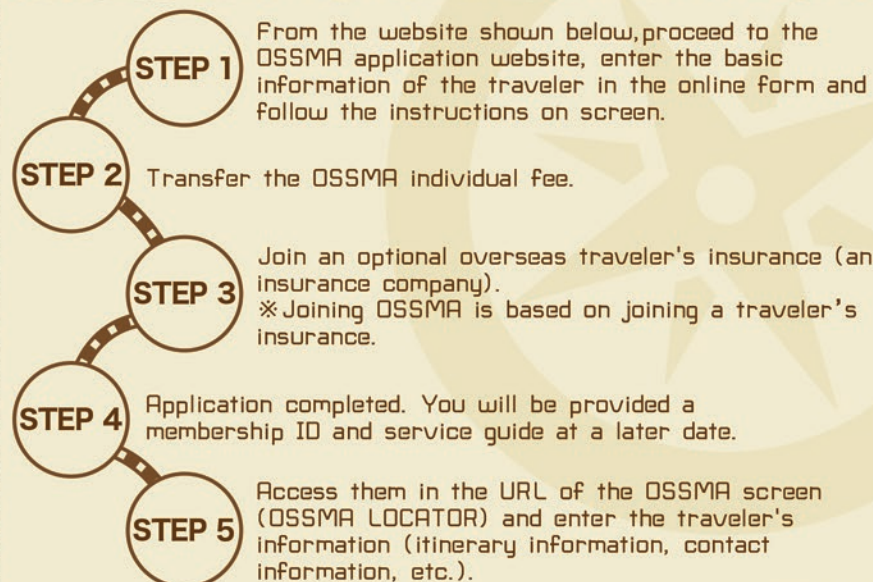 STEP 1
From the website shown below,proceed to the
OSSMA application website, enter the basic
information of the traveler in the online form and
follow the instructions on screen.
STEP 2
Transfer the OSSMA individual fee.
STEP 3
Join an optional overseas traveler's insurance (an
insurance company).
※Joining OSSMA is based on joining a traveler’s
insurance.
STEP 4
Application completed. You will be provided a
membership ID and service guide at a later date.
STEP 5
Access them in the URL of the OSSMA screen
(OSSMA LOCATOR) and enter the traveler's
information (itinerary information, contact
information, etc.).